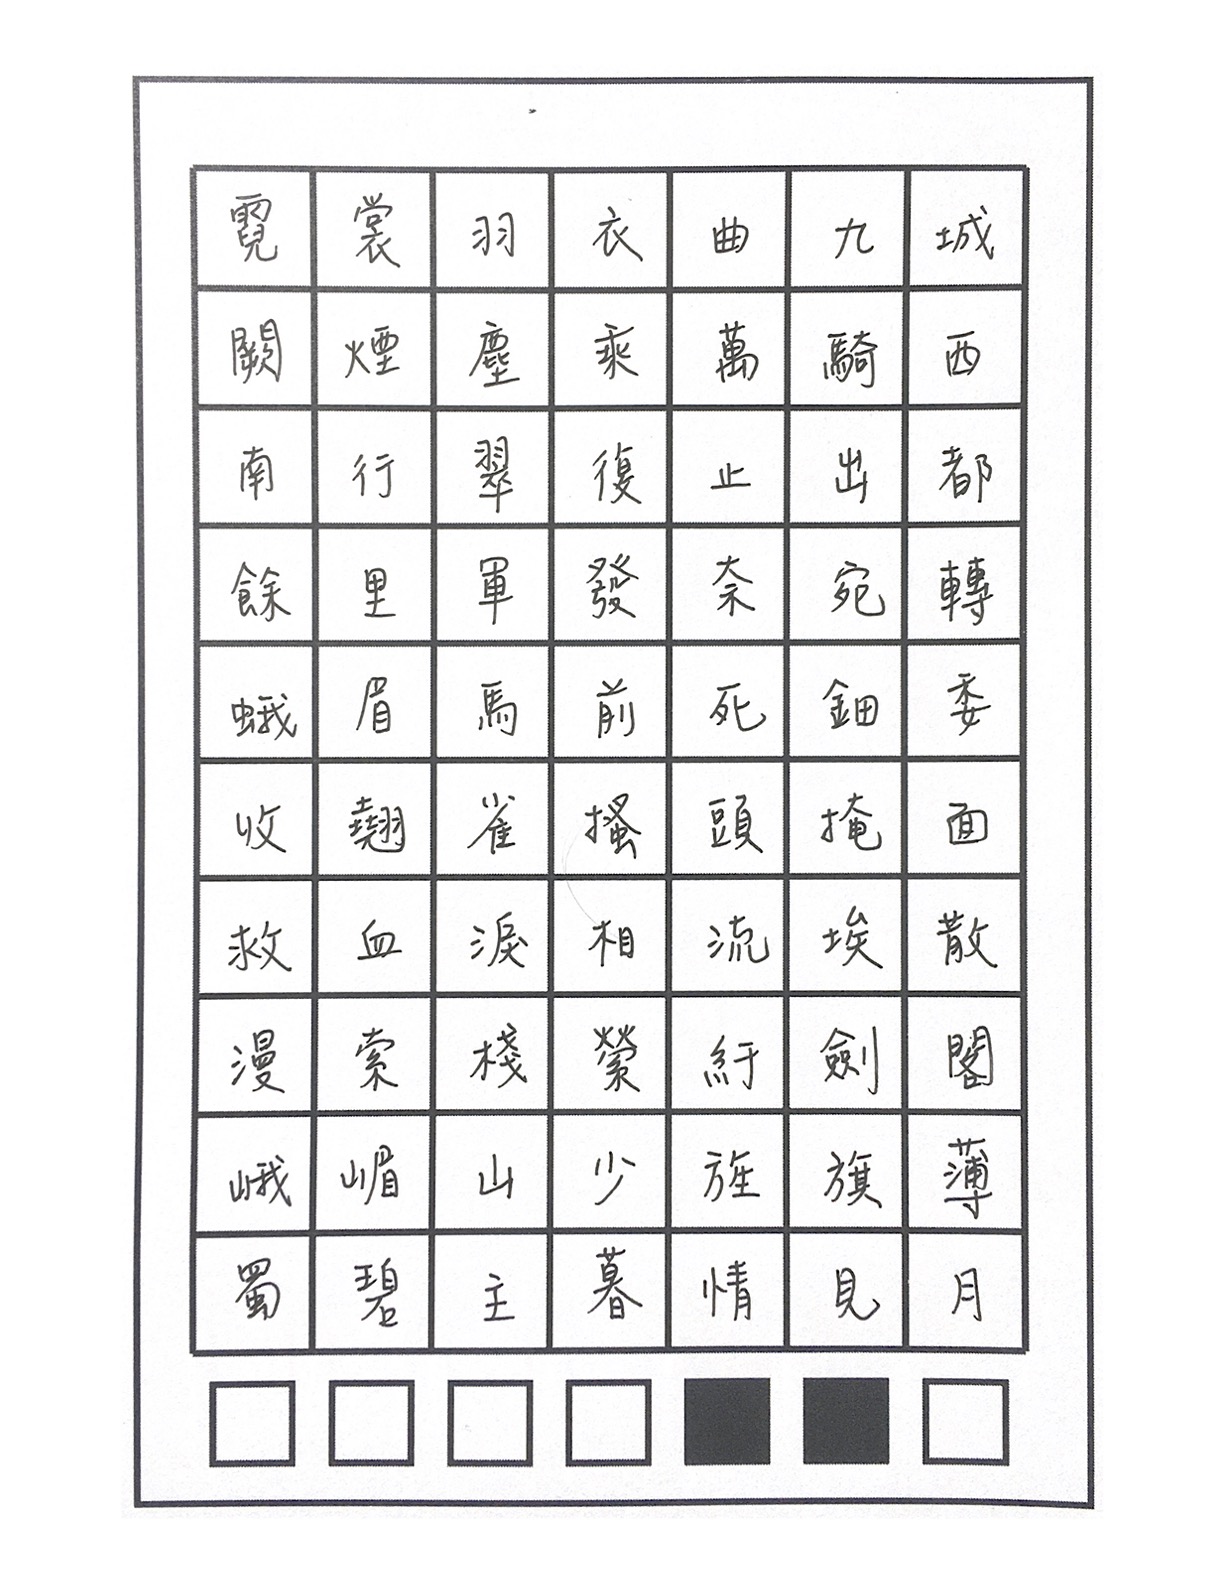 霓裳羽衣曲九城
闕煙塵乘萬騎西
南行翠復止出都
餘里軍發奈宛轉
蛾眉馬前死鈿委
收翹雀搔頭掩面
救血淚相流埃散
漫索棧縈紆劍閣
峨嵋山少旌旗薄
蜀碧主暮情見月